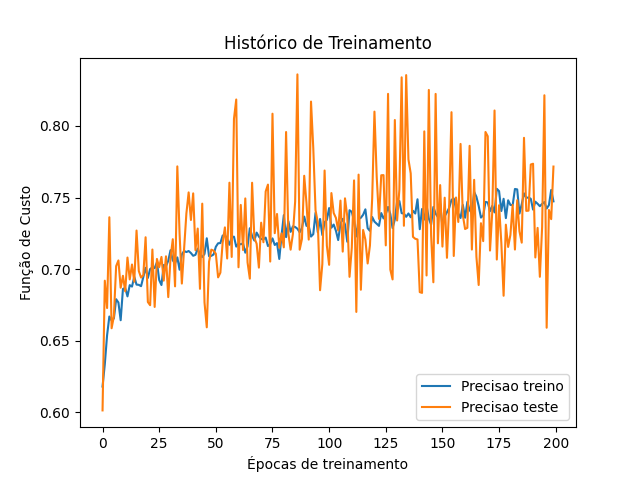 Histórico de Treinamento
Função de Custo
0.80
0.75
0.70
0.65
0.60
Precisao treino
Precisao teste
0 25 50 75 100 125 150 175 200
Épocas de treinamento